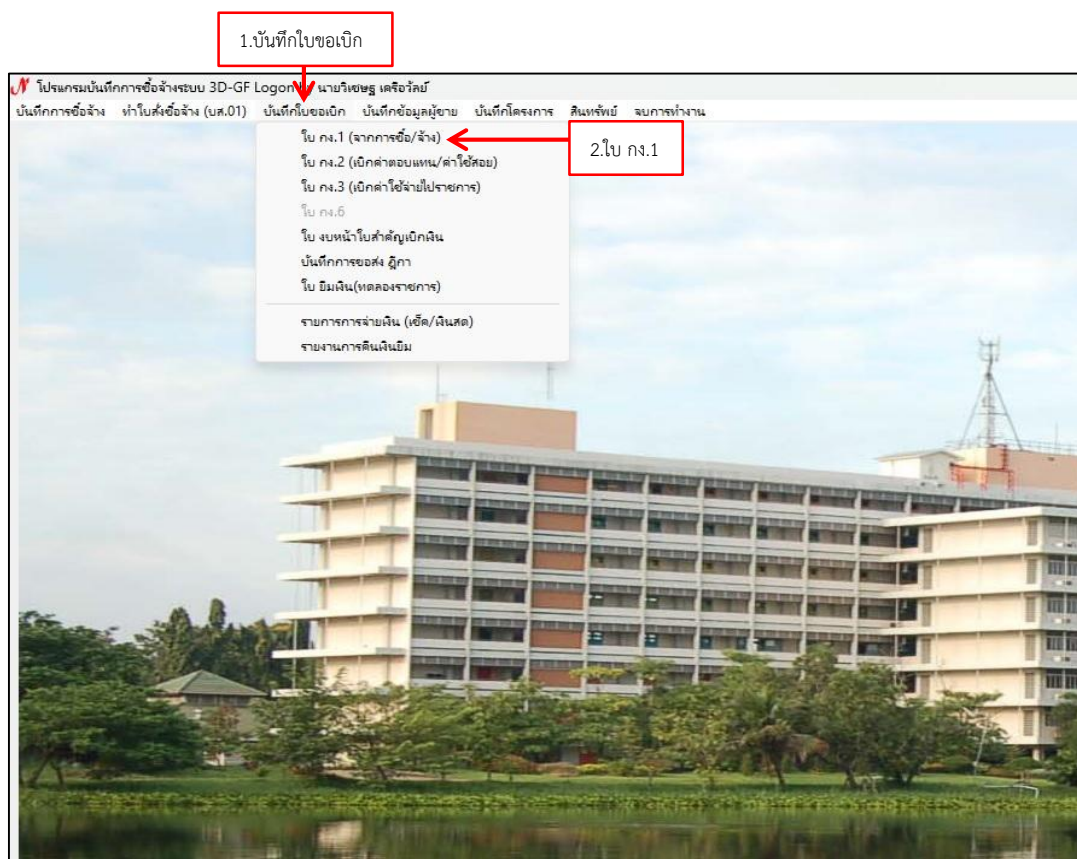 1.บันทึกใบขอเบิก
โปรแกรมบันทึกการซื้อจ้างระบบ 3D-GF Logon by นายวิเชษฐ เครือวัลย์
บันทึกการซื้อจ้าง ทำใบสั่งซื้อจ้าง (บส.01) บันทึกใบขอเบิก บันทึกข้อมูลผู้ขาย บันทึกโครงการ สินทรัพย์ จบการทำงาน
ใบ กง.1 (จากการซื้อ/จ้าง)
2.ใบ กง.1
ใบ กง.2 (เบิกค่าตอบแทน/ค่าใช้สอย)
ใบ กง.3 (เบิกค่าใช้จ่ายไปราชการ)
ใบ กง.6
ใบ งบหน้าใบสำคัญเบิกเงิน
บันทึกการขอส่ง ฎีกา
ใบ ยืมเงิน(ทดลองราชการ)
รายการการจ่ายเงิน (เช็ค/เงินสด)
รายงานการคืนเงินยืม